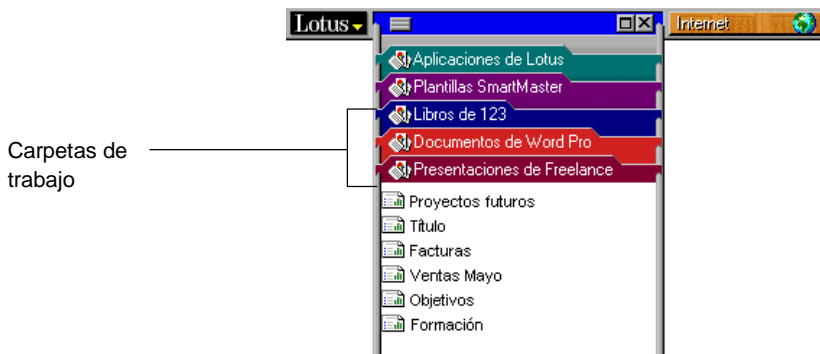 Lotus
Internet
Aplicaciones de Lotus
Plantillas SmartMaster
Libros de 123
Documentos de Word Pro
Presentaciones de Freelance
Carpetas de
trabajo
Proyectos futuros
Título
Facturas
Ventas Mayo
Objetivos
Formación